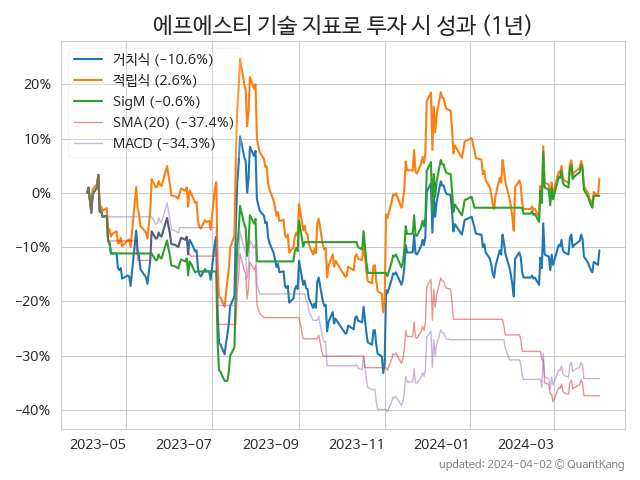 에프에스티 기술 지표로 투자 시 성과 (1년)
거치식 (−10.6%)
적립식 (2.6%)
SigM (−0.6%)
SMA(20) (−37.4%)
MACD (−34.3%)
20%
10%
0%
−10%
−20%
−30%
−40%
2023-05 2023-07 2023-09 2023-11 2024-01 2024-03
updated: 2024-04-02 © QuantKang